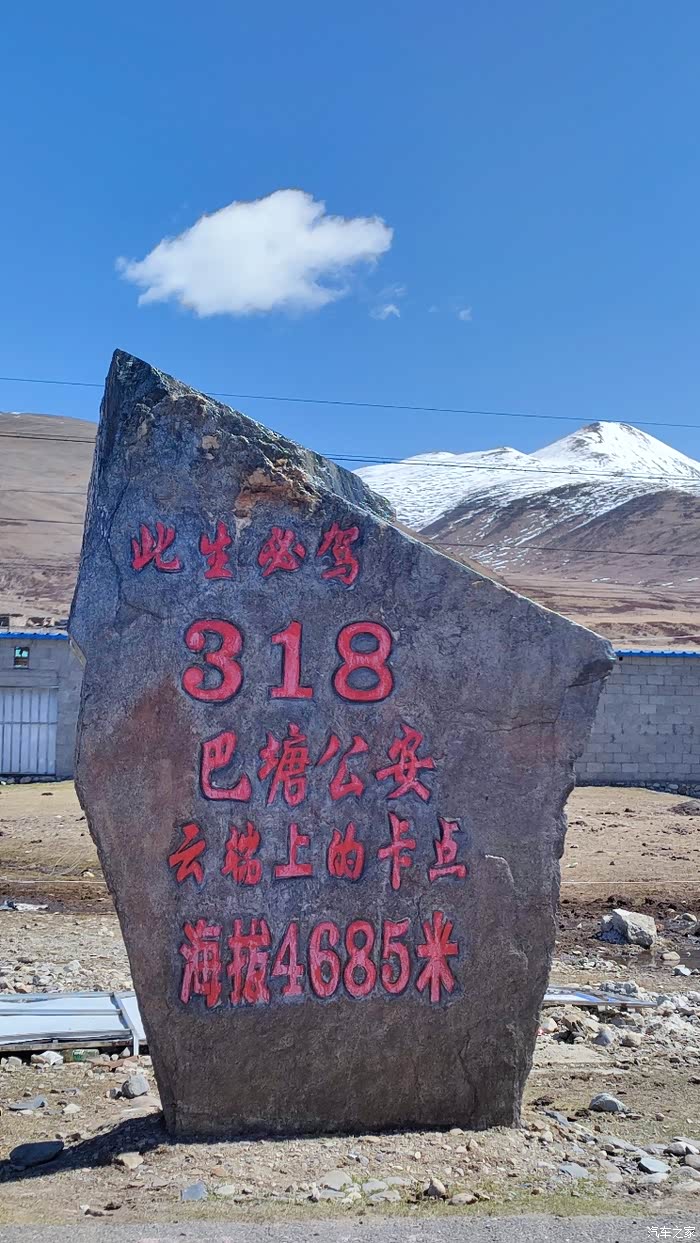 此生必驾
318
巴塘公安
云端上的卡点
海拔4685米
汽车之家